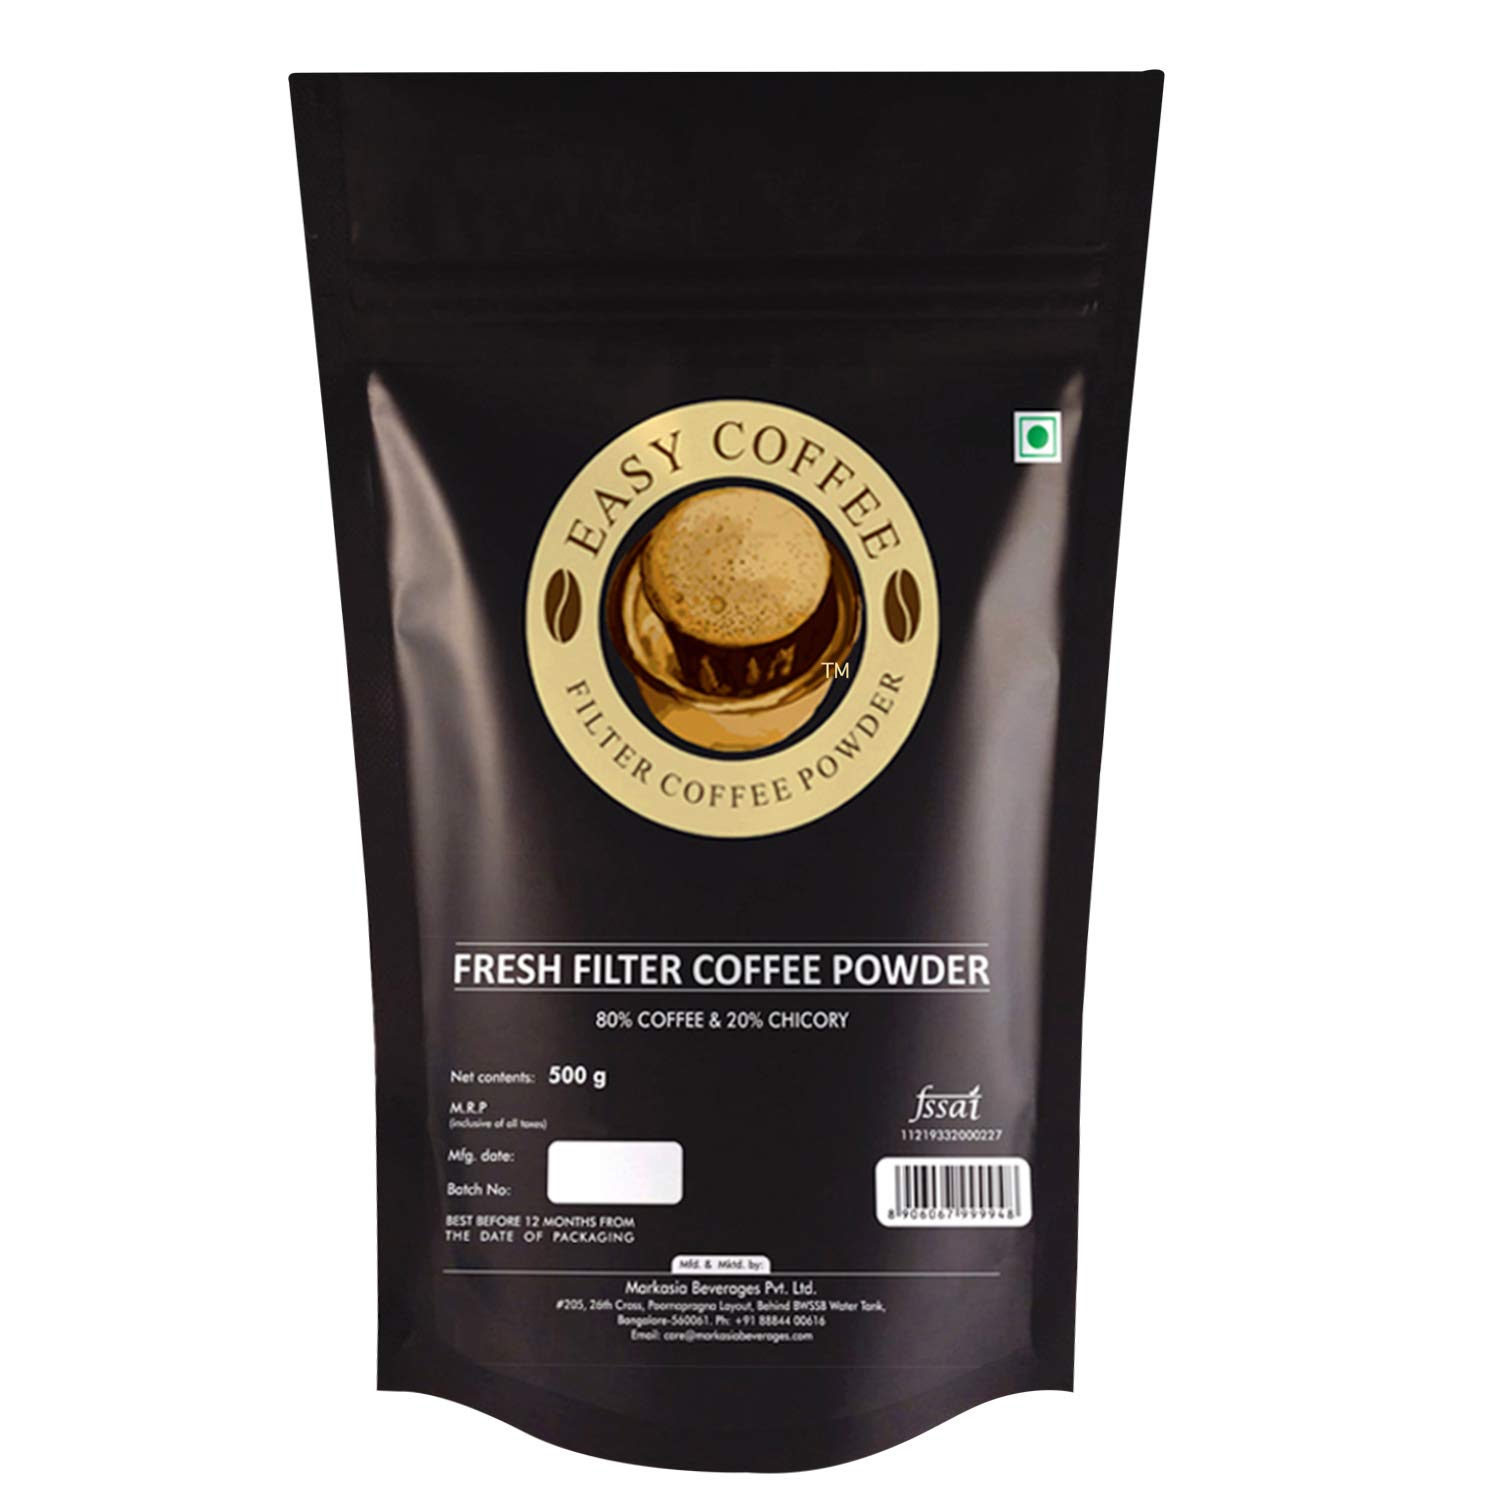 EASY COFFEE
TM
FILTER COFFEE POWDER
FRESH FILTER COFFEE POWDER
80% COFFEE & 20% CHICORY
Net contents: 500 g
M.R.P
(inclusive of all taxes)
Mfg. date:
Batch No:
BEST BEFORE 12 MONTHS FROM
THE DATE OF PACKAGING
fssai
11219332000227
8 906067 999948
Mfd. & Mktd. by:
Markasia Beverages Pvt. Ltd.
#205, 26th Cross, Poornapragna Layout, Behind BWSSB Water Tank,
Bangalore-560061. Ph: +91 88844 00616
Email: care@markasiabeverages.com